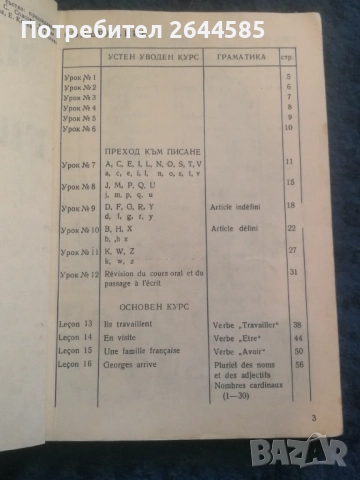 Потребител 2644585
УСТЕН УВОДЕН КУРС ГРАМАТИКА стр.
Урок № 1 5
Урок № 2 6
Урок № 3 7
Урок № 4 8
Урок № 5 9
Урок № 6 10
ПРЕХОД КЪМ ПИСАНЕ
Урок № 7 A, C, E, I, L, N, O, S, T, V 11
a, c, e, i, l, n, o, s, t, v
Урок № 8 J, M, P, Q, U 15
j, m, p, q, u
Урок № 9 D, F, G, R, Y Article indéfini 18
d, f, g, r, y
Урок № 10 B, H, X Article défini 22
b, h x
Урок № 11 K, W, Z 27
k, w, z
Урок № 12 Révision du cours oral et du 31
passage à l'écrit
ОСНОВЕН КУРС
Leçon 13 Ils travaillent Verbe „Travailler“ 38
Leçon 14 En visite Verbe „Etre“ 44
Leçon 15 Une famille française Verbe „Avoir“ 50
Leçon 16 Georges arrive Pluriel des noms 56
et des adjectifs
Nombres cardinaux
(1—30)
3
BAZAR